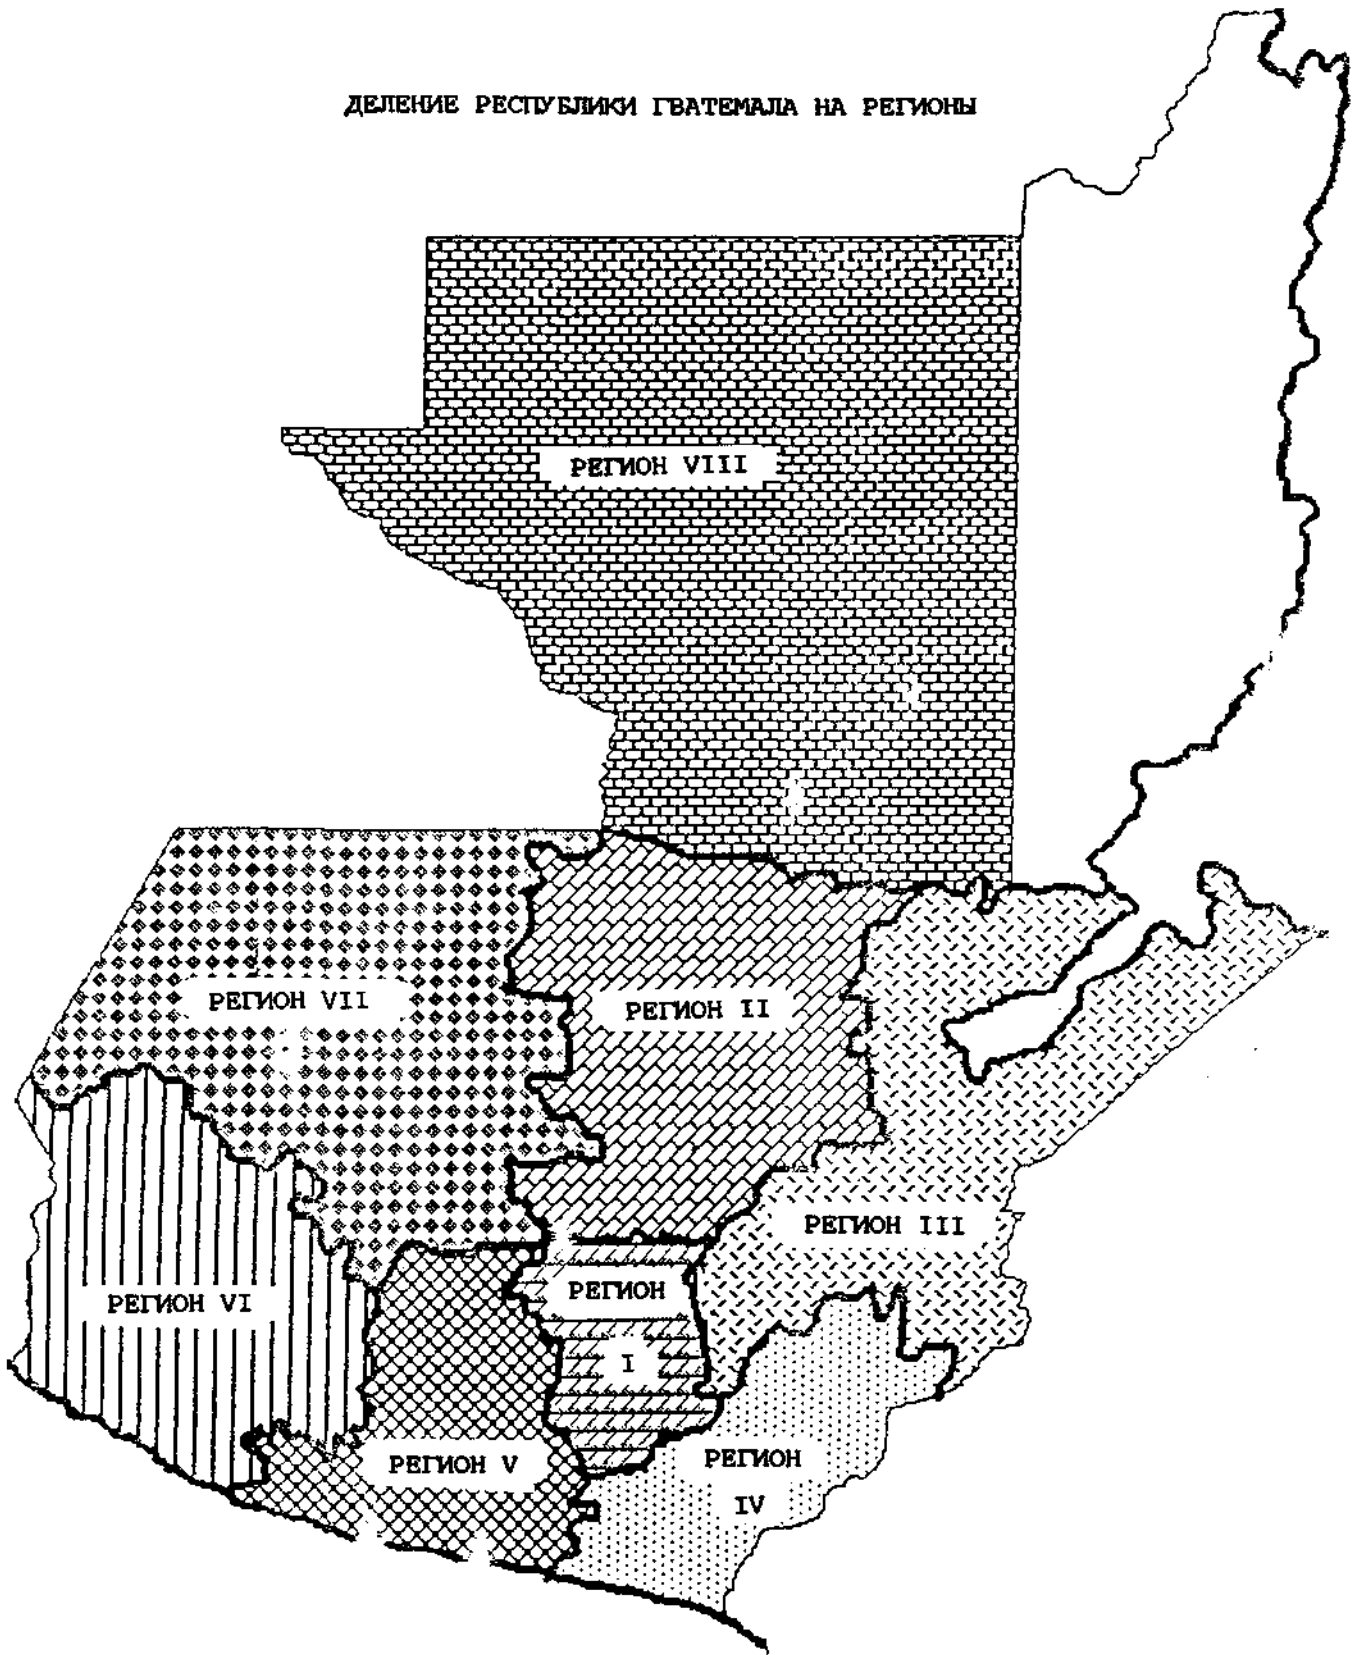 ДЕЛЕНИЕ РЕСПУБЛИКИ ГВАТЕМАЛА НА РЕГИОНЫ
РЕГИОН VIII
РЕГИОН VII
РЕГИОН II
РЕГИОН III
РЕГИОН VI
РЕГИОН
I
РЕГИОН V
РЕГИОН
IV